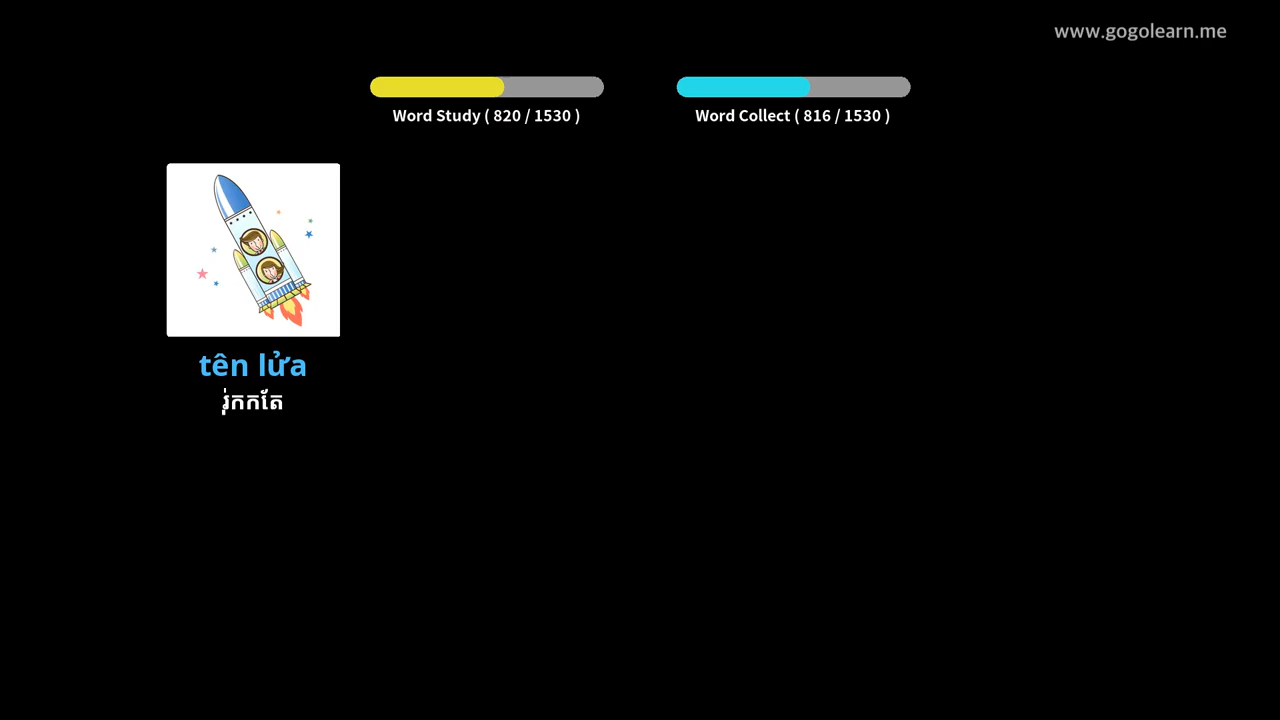 www.gogolearn.me
Word Study ( 820 / 1530 )
Word Collect ( 816 / 1530 )
tên lửa
រ៉ុកកែត